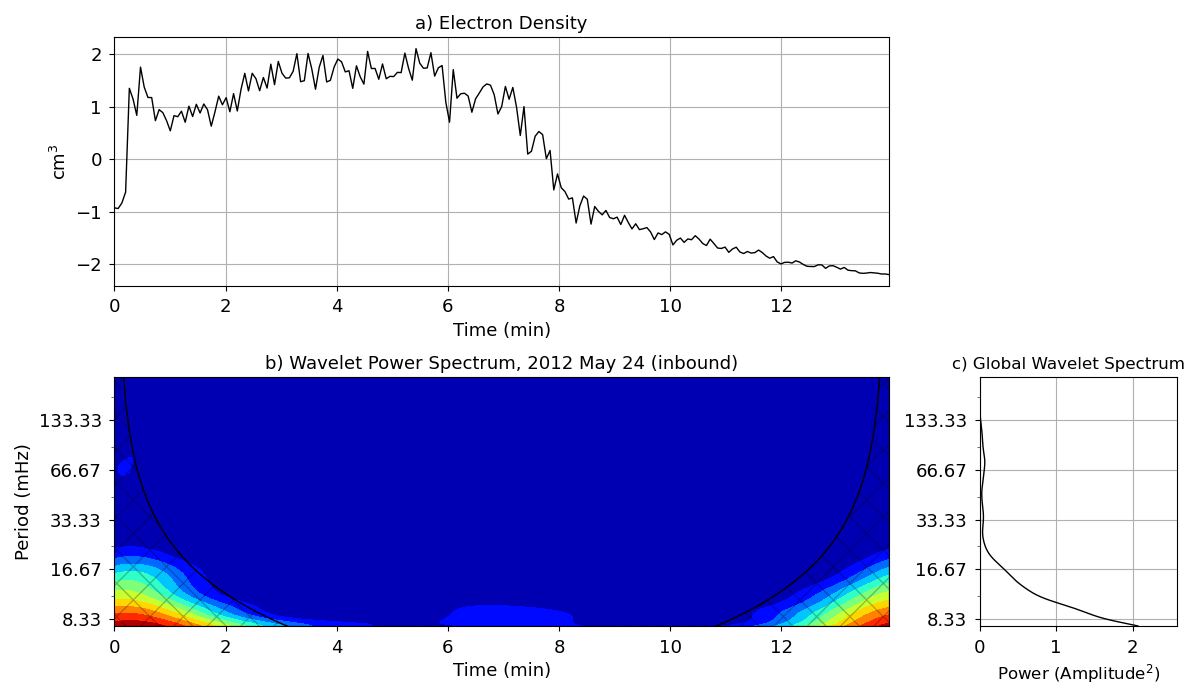 a) Electron Density
2
1
0
−1
−2
cm³
0 2 4 6 8 10 12
Time (min)
b) Wavelet Power Spectrum, 2012 May 24 (inbound)
133.33
66.67
33.33
16.67
8.33
Period (mHz)
0 2 4 6 8 10 12
Time (min)
c) Global Wavelet Spectrum
133.33
66.67
33.33
16.67
8.33
0 1 2
Power (Amplitude²)